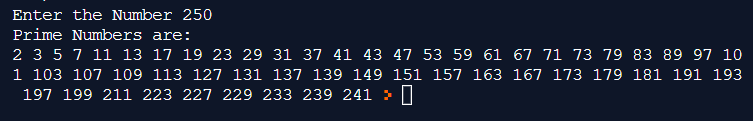 Enter the Number 250
Prime Numbers are:
2 3 5 7 11 13 17 19 23 29 31 37 41 43 47 53 59 61 67 71 73 79 83 89 97 10
1 103 107 109 113 127 131 137 139 149 151 157 163 167 173 179 181 191 193
 197 199 211 223 227 229 233 239 241 >